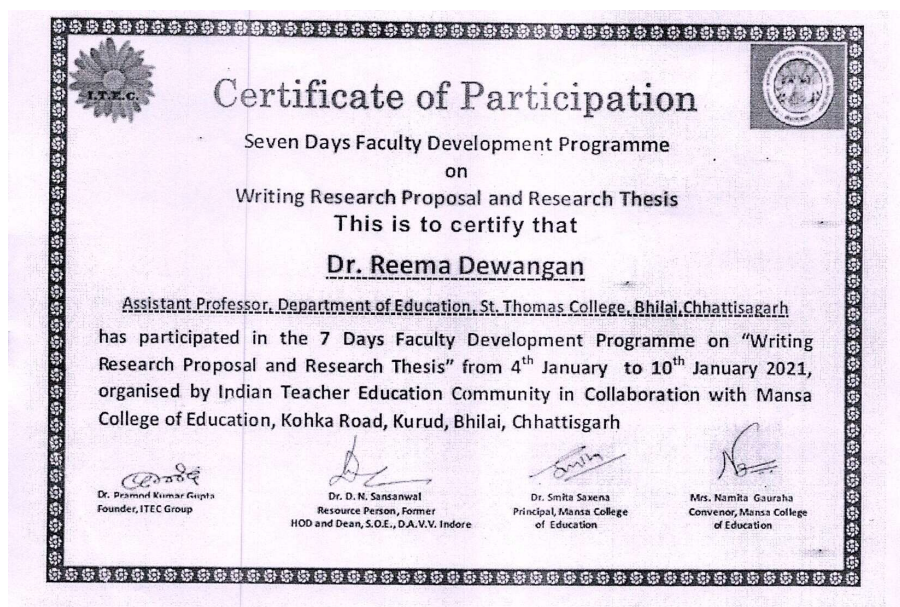 I.T.E.C.
Certificate of Participation
Seven Days Faculty Development Programme
on
Writing Research Proposal and Research Thesis
This is to certify that
Dr. Reema Dewangan
Assistant Professor, Department of Education, St. Thomas College, Bhilai,Chhattisagarh
has participated in the 7 Days Faculty Development Programme on “Writing
Research Proposal and Research Thesis” from 4th January to 10th January 2021,
organised by Indian Teacher Education Community in Collaboration with Mansa
College of Education, Kohka Road, Kurud, Bhilai, Chhattisgarh
Dr. Pramod Kumar Gupta
Founder, ITEC Group
Dr. D. N. Sansanwal
Resource Person, Former
HOD and Dean, S.O.E., D.A.V.V. Indore
Smita
Dr. Smita Saxena
Principal, Mansa College
of Education
Mrs. Namita Gauraha
Convenor, Mansa College
of Education